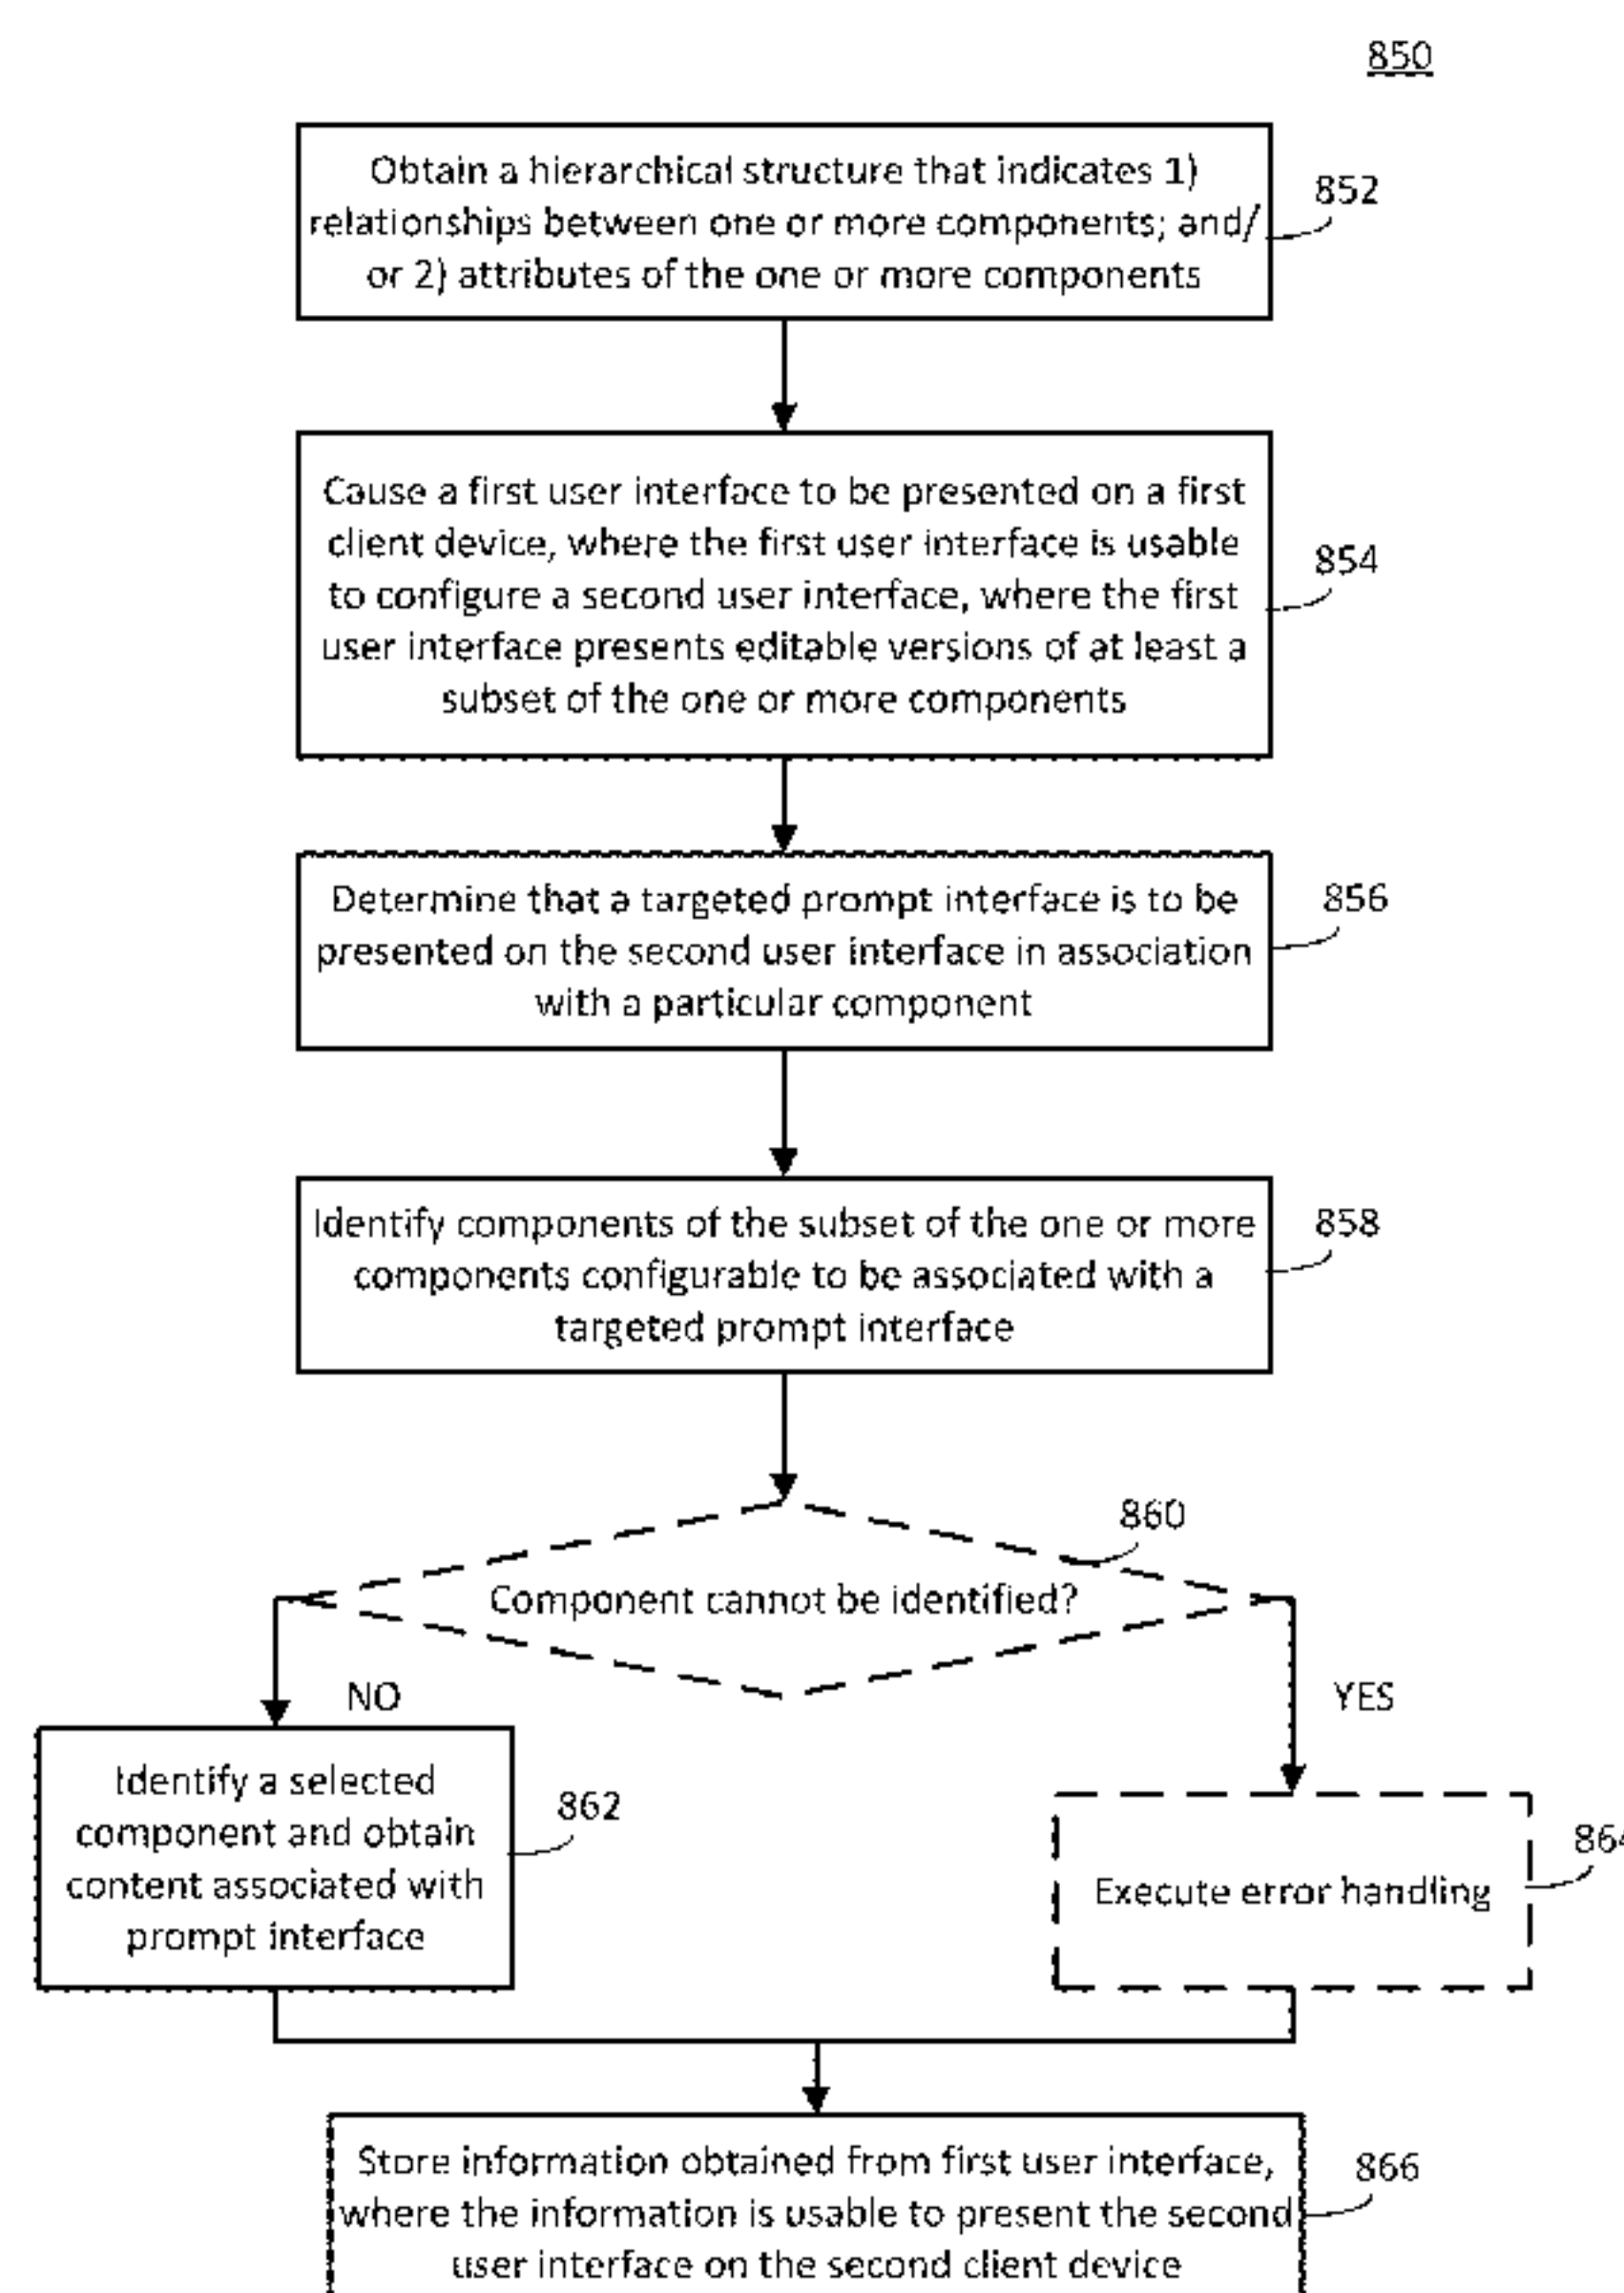 850
Obtain a hierarchical structure that indicates 1)
relationships between one or more components; and/
or 2) attributes of the one or more components
852
Cause a first user interface to be presented on a first
client device, where the first user interface is usable
to configure a second user interface, where the first
user interface presents editable versions of at least a
subset of the one or more components
854
Determine that a targeted prompt interface is to be
presented on the second user interface in association
with a particular component
856
Identify components of the subset of the one or more
components configurable to be associated with a
targeted prompt interface
858
860
Component cannot be identified?
NO
YES
Identify a selected
component and obtain
content associated with
prompt interface
862
Execute error handling
864
Store information obtained from first user interface,
where the information is usable to present the second
user interface on the second client device
866